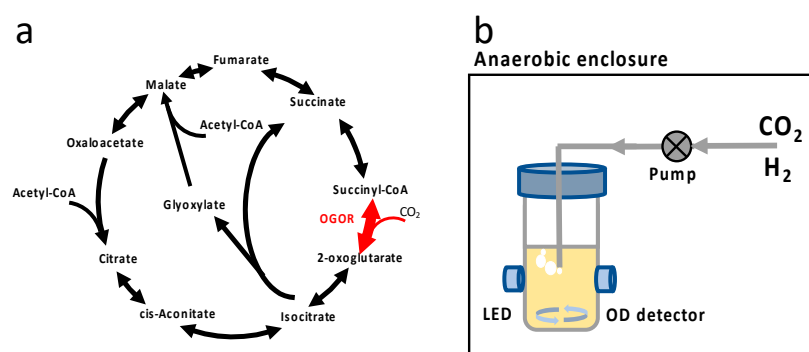 a
Fumarate
Malate
Succinate
Acetyl-CoA
Oxaloacetate
Acetyl-CoA
Glyoxylate
Succinyl-CoA
OGOR
CO2
2-oxoglutarate
Citrate
cis-Aconitate
Isocitrate
b
Anaerobic enclosure
CO2
H2
Pump
LED
OD detector